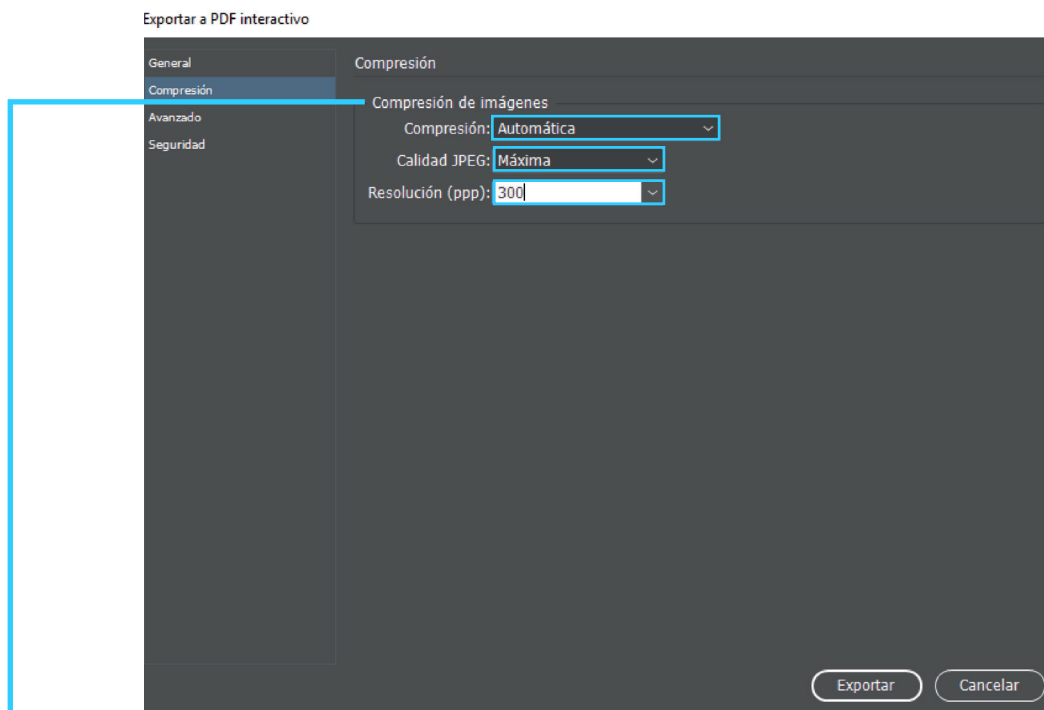 Exportar a PDF interactivo
General
Compresión
Avanzado
Seguridad
Compresión
Compresión de imágenes
Compresión: Automática
Calidad JPEG: Máxima
Resolución (ppp): 300
Exportar
Cancelar